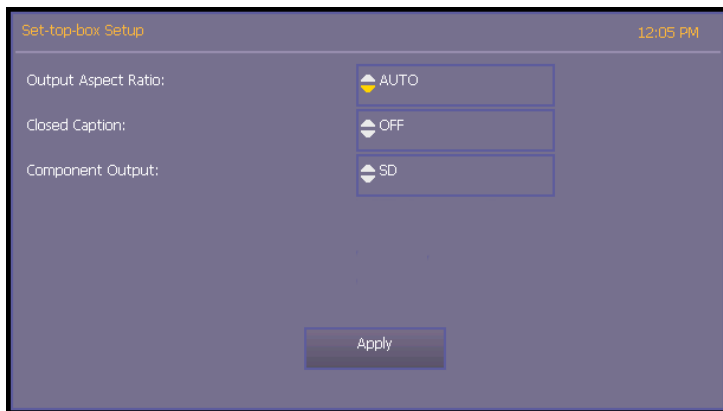 Set-top-box Setup 12:05 PM
Output Aspect Ratio: AUTO
Closed Caption: OFF
Component Output: SD
Apply